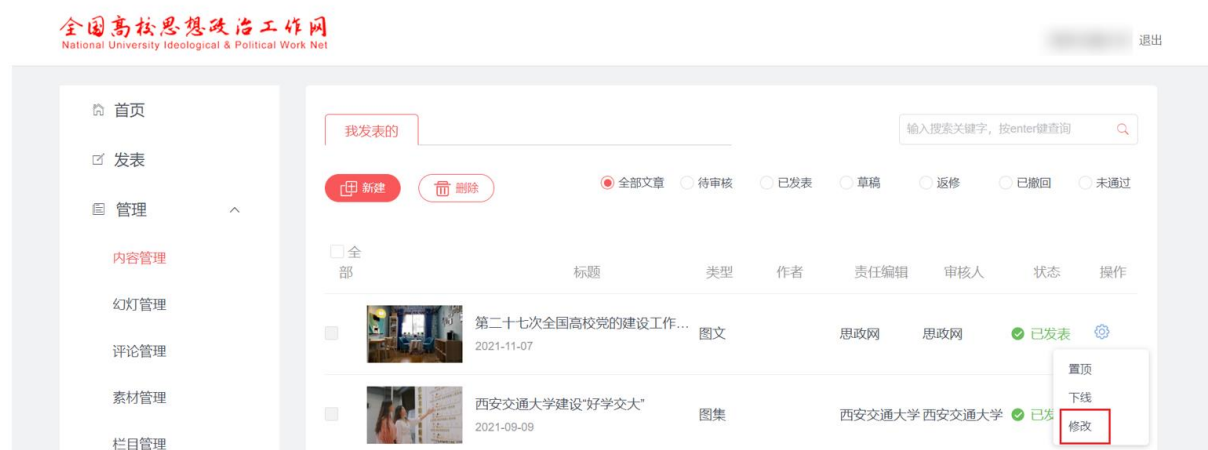 全国高校思想政治工作网
National University Ideological & Political Work Net
退出
首页
发表
管理
内容管理
幻灯管理
评论管理
素材管理
栏目管理
我发表的
输入搜索关键字，按enter键查询
新建 删除 全部文章 待审核 已发表 草稿 返修 已撤回 未通过
全
部 标题 类型 作者 责任编辑 审核人 状态 操作
第二十七次全国高校党的建设工作... 图文 思政网 思政网 已发表
2021-11-07
置顶
下线
修改
西安交通大学建设“好学交大” 图集 西安交通大学 西安交通大学 已发
2021-09-09